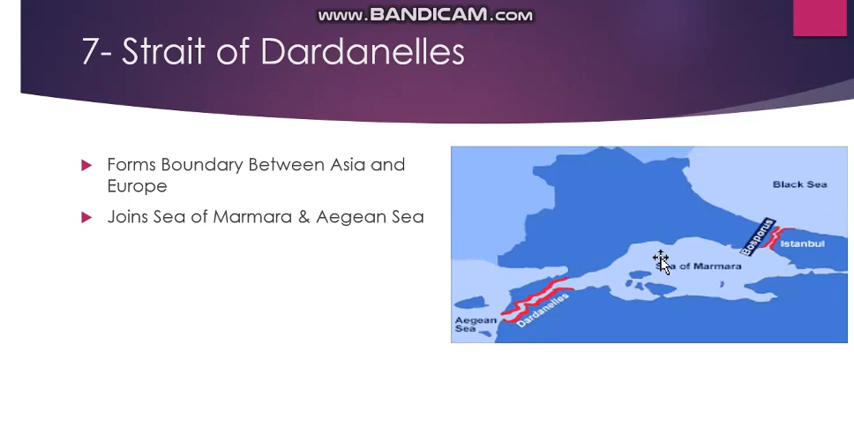 www.BANDICAM.com
7- Strait of Dardanelles
Forms Boundary Between Asia and
Europe
Joins Sea of Marmara & Aegean Sea
Black Sea
Bosporus
Istanbul
Sea of Marmara
Dardanelles
Aegean
Sea